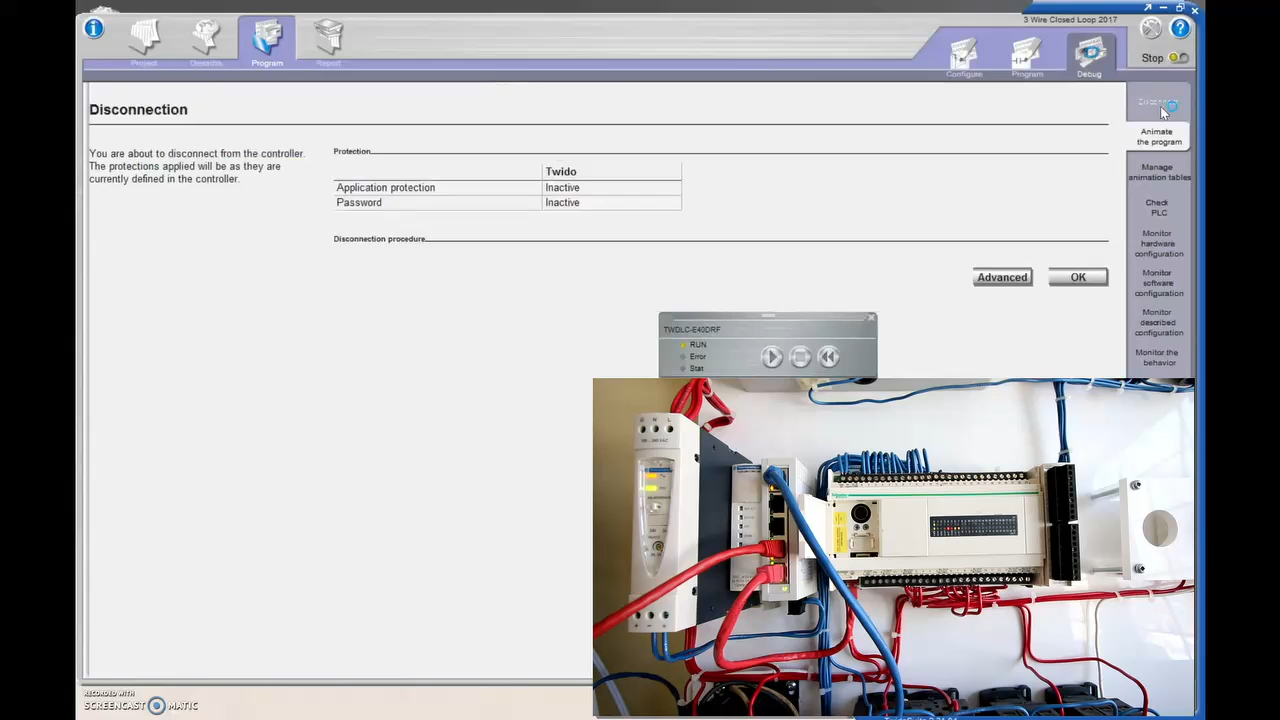 3 Wire Closed Loop 2017
Project
Describe
Program
Report
Configure
Program
Debug
Stop
Disconnection
You are about to disconnect from the controller.
The protections applied will be as they are
currently defined in the controller.
Protection
Twido
Application protection
Inactive
Password
Inactive
Disconnection procedure
Advanced
OK
Animate
the program
Manage
animation tables
Check
PLC
Monitor
hardware
configuration
Monitor
software
configuration
Monitor
described
configuration
Monitor the
behavior
TWDLC-E40DRF
RUN
Error
Stat
RECORDED WITH
SCREENCAST MATIC